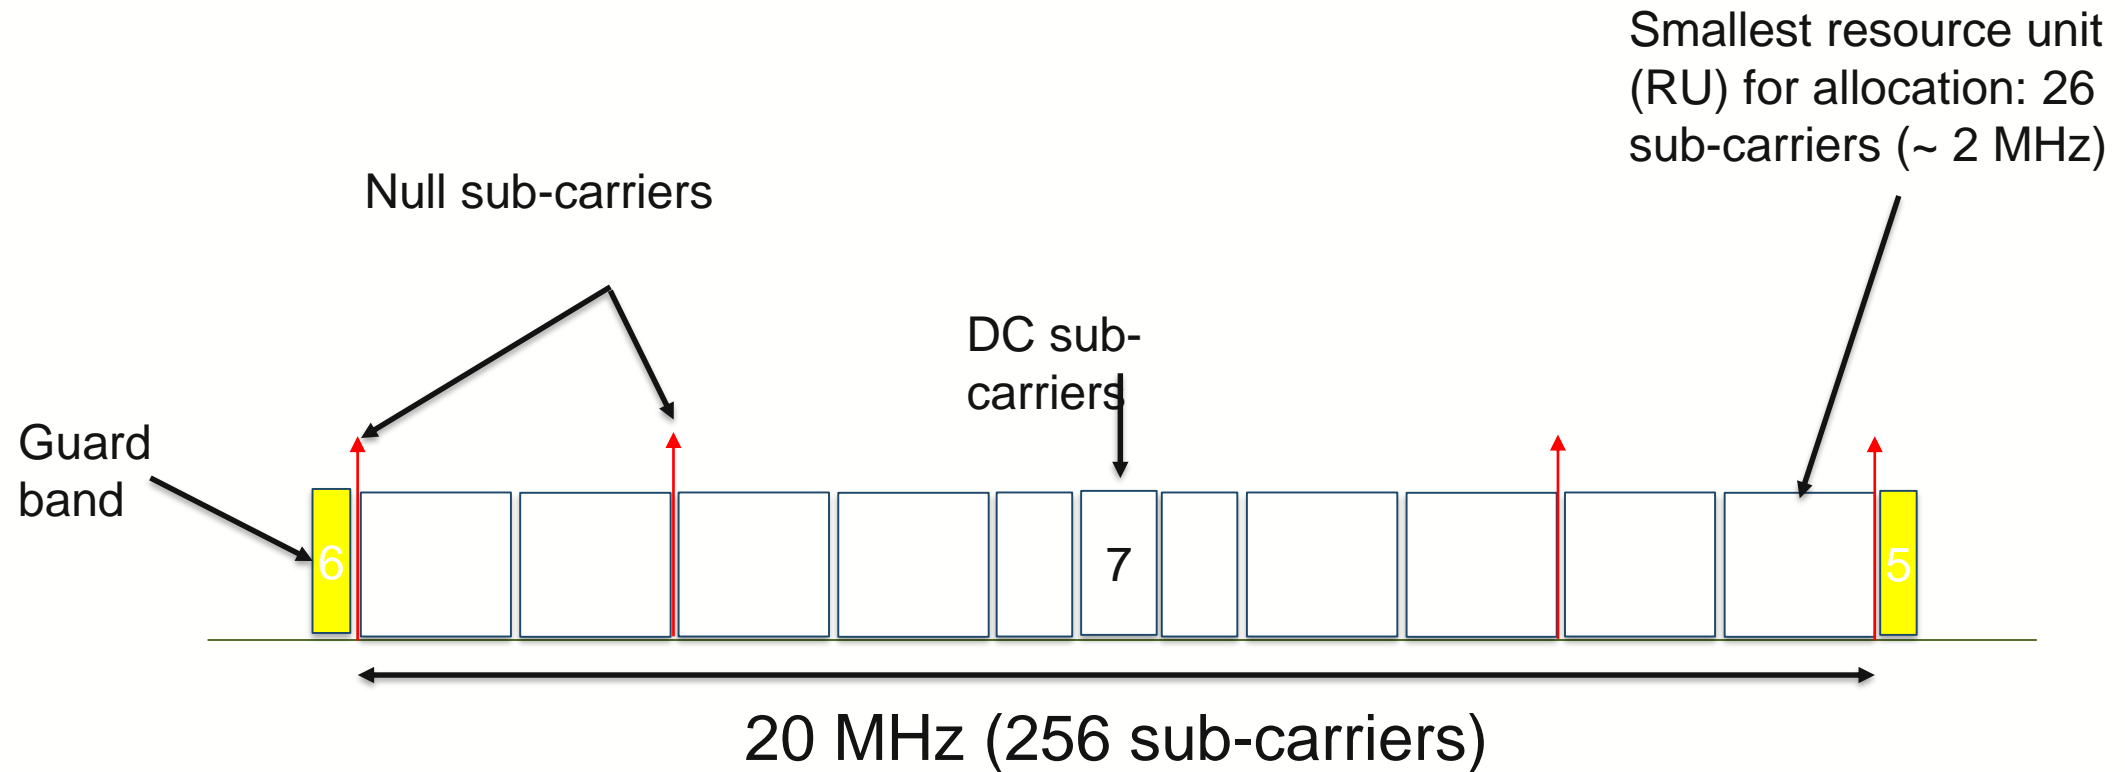 Smallest resource unit
(RU) for allocation: 26
sub-carriers (~ 2 MHz)
Null sub-carriers
DC sub-
carriers
Guard
band
6
7
5
20 MHz (256 sub-carriers)